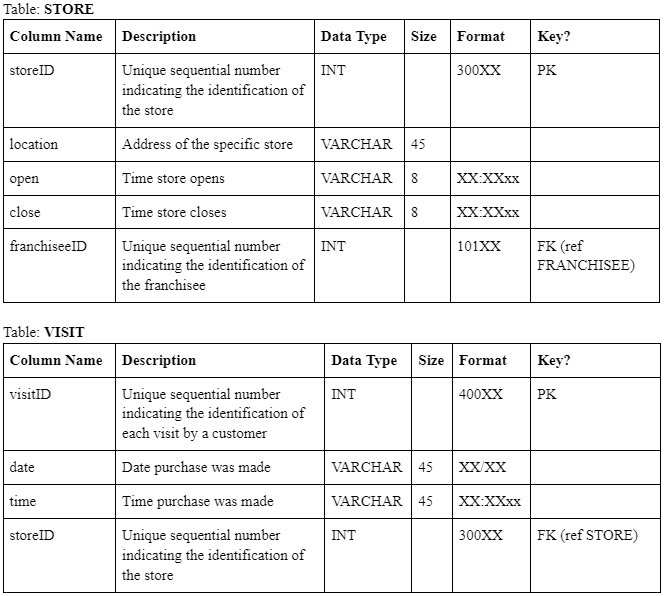 Table: STORE
Column Name Description Data Type Size Format Key?
storeID Unique sequential number INT 300XX PK
indicating the identification of
the store
location Address of the specific store VARCHAR 45
open Time store opens VARCHAR 8 XX:XXxx
close Time store closes VARCHAR 8 XX:XXxx
franchiseeID Unique sequential number INT 101XX FK (ref
indicating the identification of FRANCHISEE)
the franchisee
Table: VISIT
Column Name Description Data Type Size Format Key?
visitID Unique sequential number INT 400XX PK
indicating the identification of
each visit by a customer
date Date purchase was made VARCHAR 45 XX/XX
time Time purchase was made VARCHAR 45 XX:XXxx
storeID Unique sequential number INT 300XX FK (ref STORE)
indicating the identification of
the store